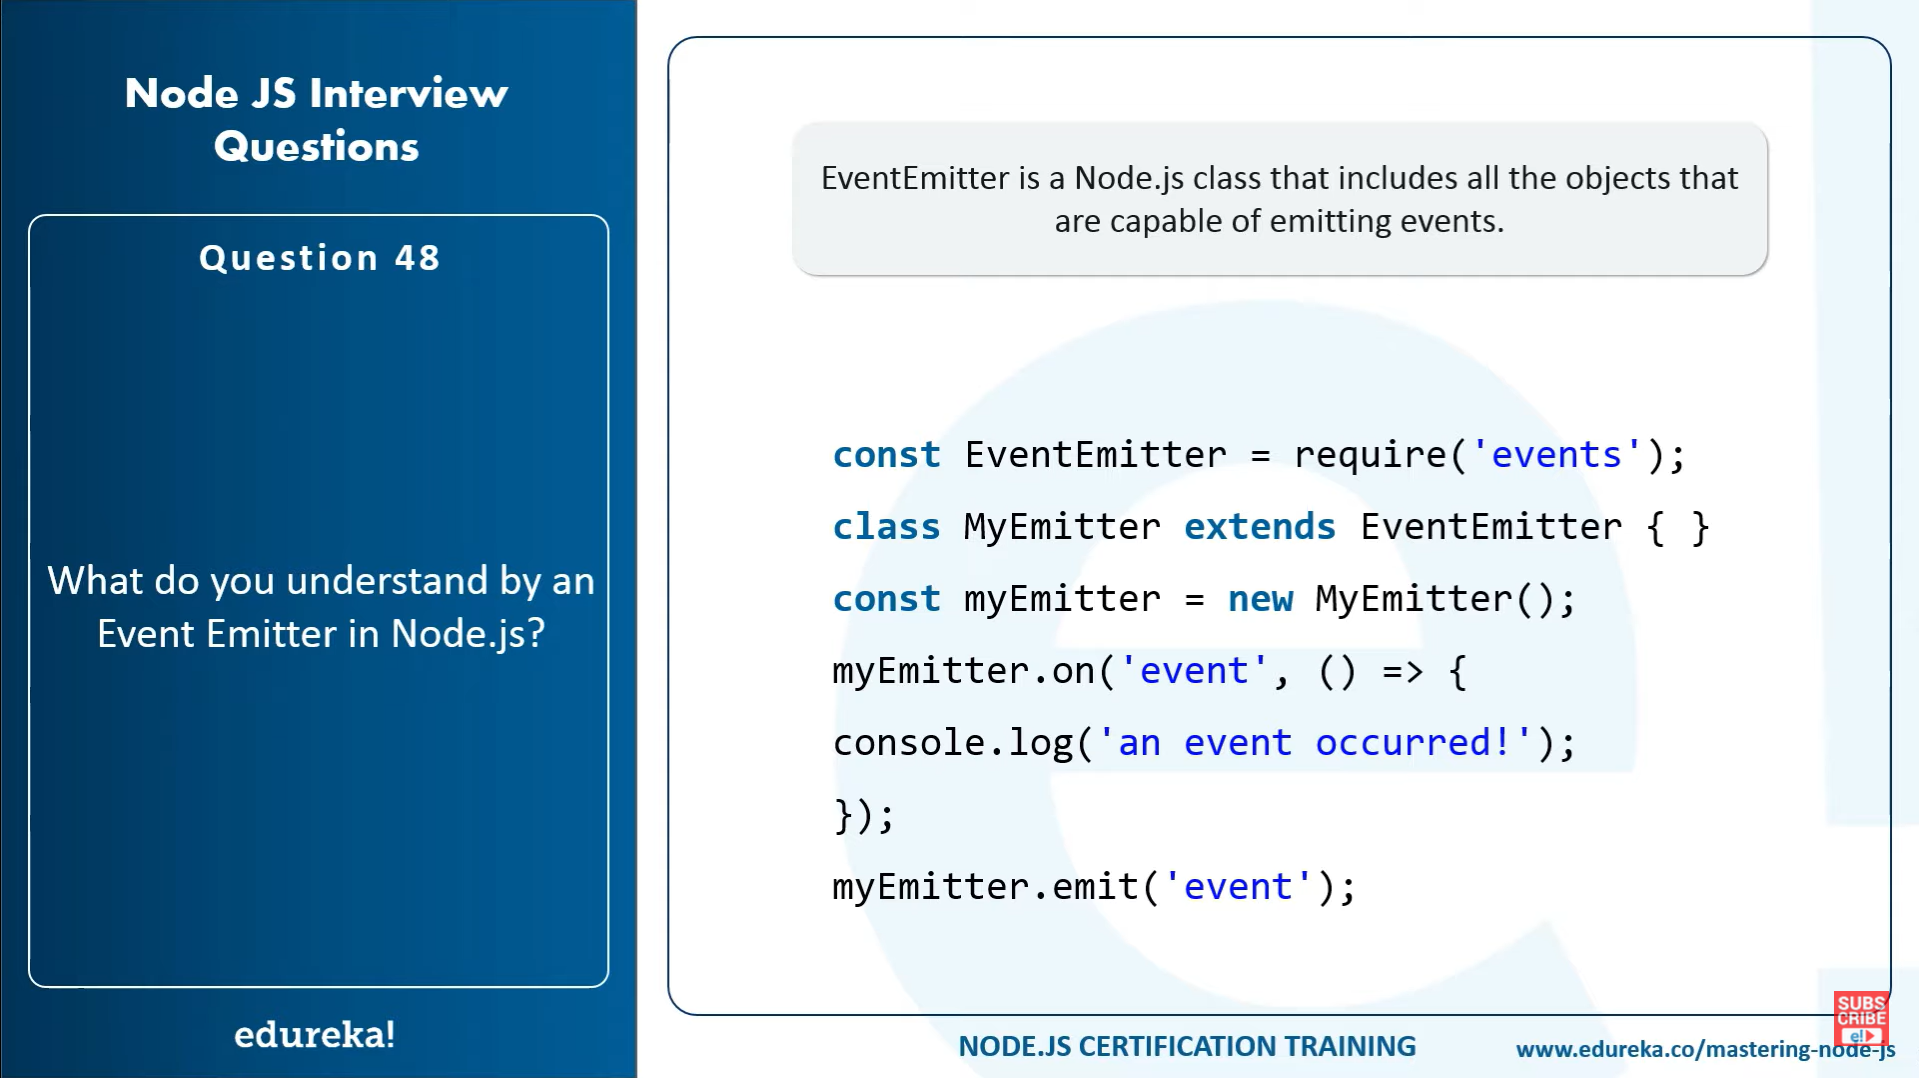 Node JS Interview
Questions
Question 48
What do you understand by an
Event Emitter in Node.js?
edureka!
EventEmitter is a Node.js class that includes all the objects that
are capable of emitting events.
const EventEmitter = require('events');
class MyEmitter extends EventEmitter { }
const myEmitter = new MyEmitter();
myEmitter.on('event', () => {
console.log('an event occurred!');
});
myEmitter.emit('event');
NODE.JS CERTIFICATION TRAINING
www.edureka.co/mastering-node-js
SUBS
CRIBE
e!